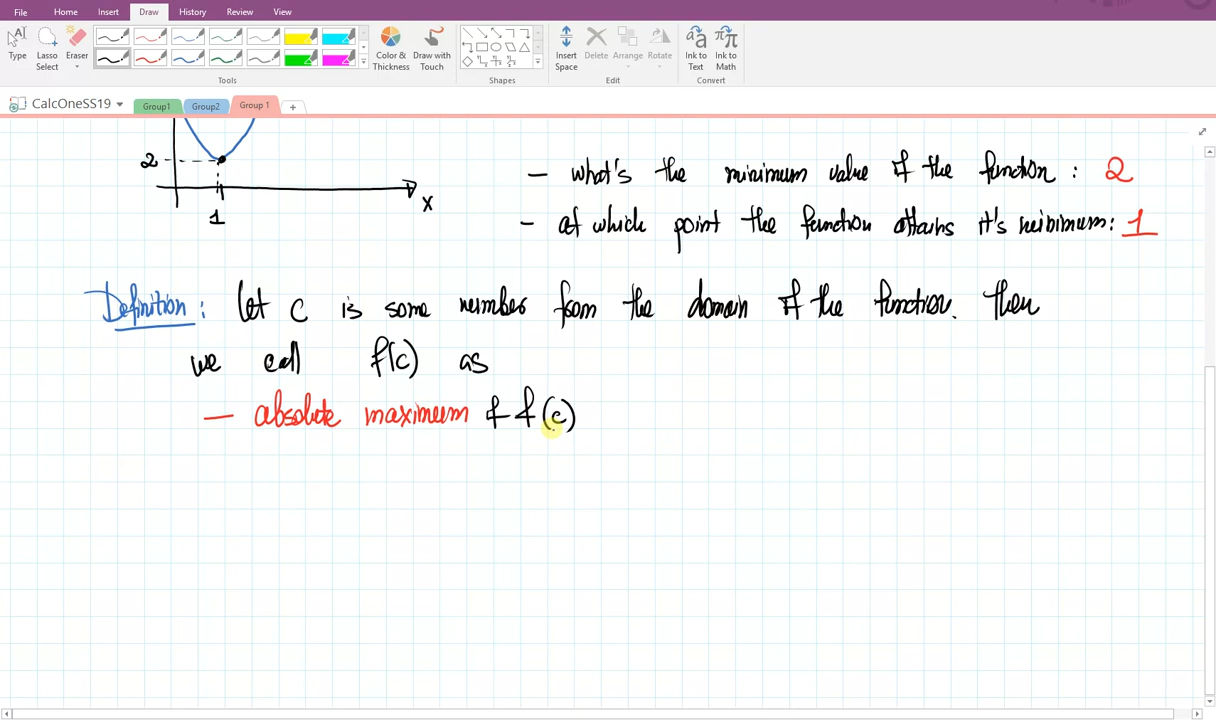 File Home Insert Draw History Review View
Type Lasso Select Eraser Color & Thickness Draw with Touch Insert Space Delete Arrange Rotate Ink to Text Ink to Math
Tools Shapes Edit Convert
CalcOneSS19 Group1 Group2 Group 1 +
2
1
x
- what's the minimum value of the function : 2
- at which point the function attains it's minimum: 1
Definition: let c is some number from the domain of the function. Then
we call f(c) as
- absolute maximum if f(c)